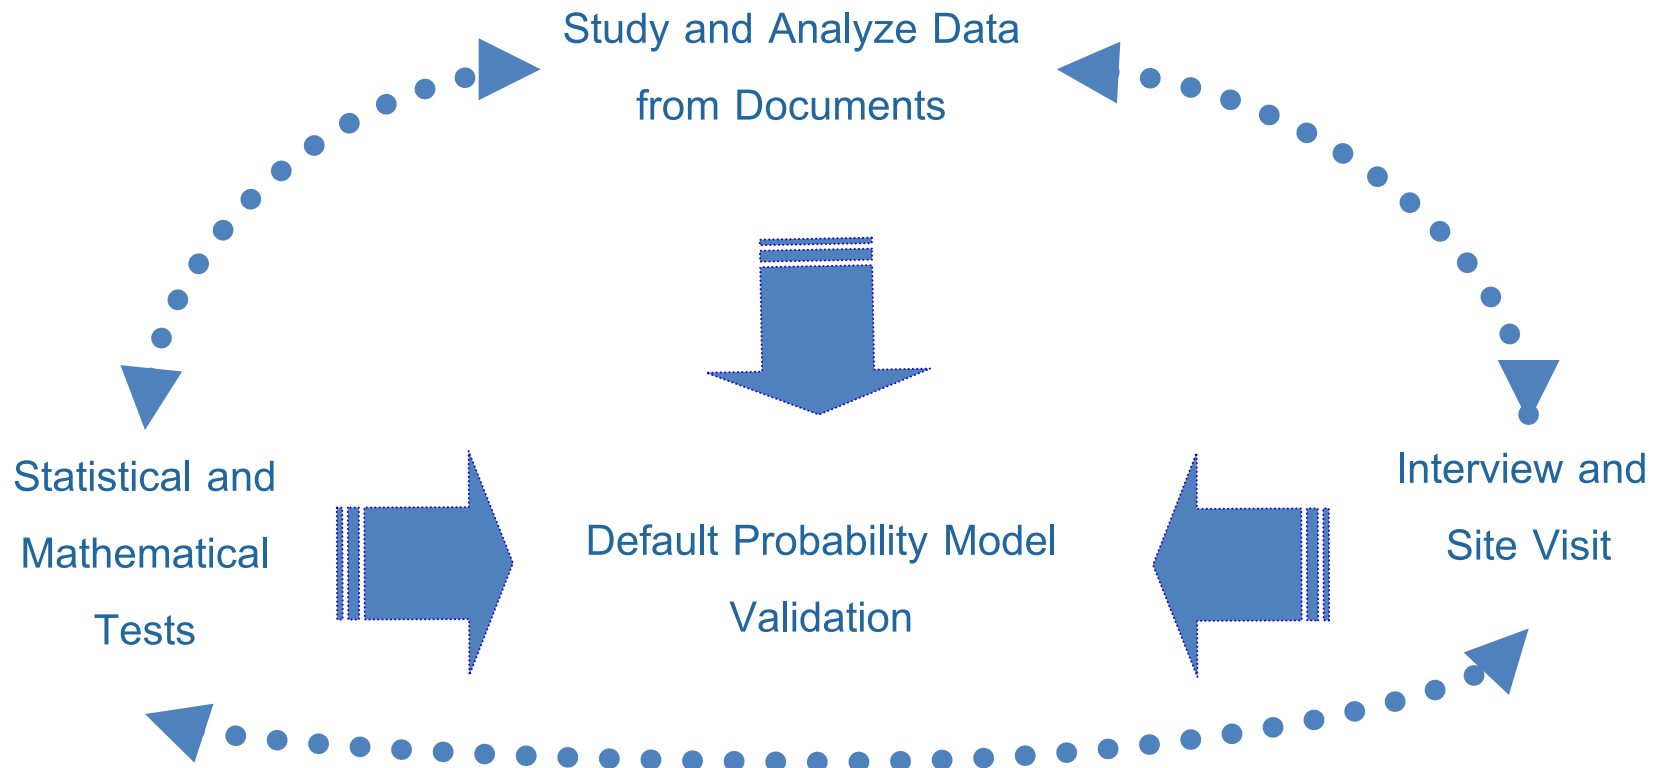 Study and Analyze Data
from Documents
Statistical and
Mathematical
Tests
Default Probability Model
Validation
Interview and
Site Visit